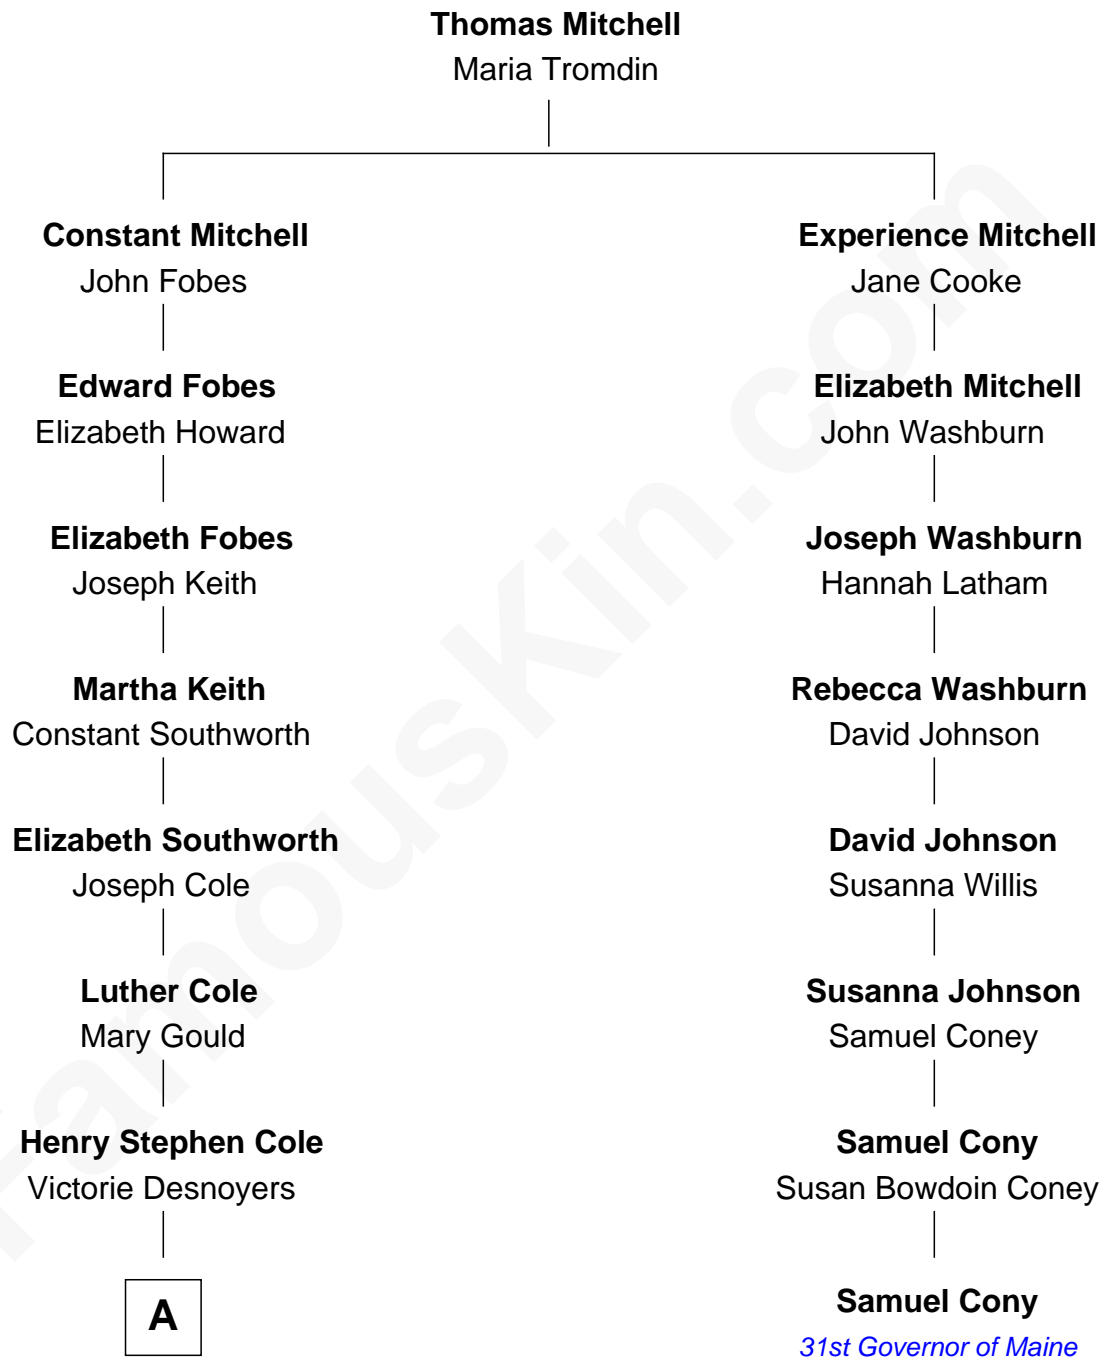 Thomas Mitchell
Maria Tromdin
Constant Mitchell
John Fobes
Experience Mitchell
Jane Cooke
Edward Fobes
Elizabeth Howard
Elizabeth Mitchell
John Washburn
Elizabeth Fobes
Joseph Keith
Joseph Washburn
Hannah Latham
Martha Keith
Constant Southworth
Rebecca Washburn
David Johnson
Elizabeth Southworth
Joseph Cole
David Johnson
Susanna Willis
Luther Cole
Mary Gould
Susanna Johnson
Samuel Coney
Henry Stephen Cole
Victorie Desnoyers
Samuel Cony
Susan Bowdoin Coney
A
Samuel Cony
31st Governor of Maine
FamousKin.com